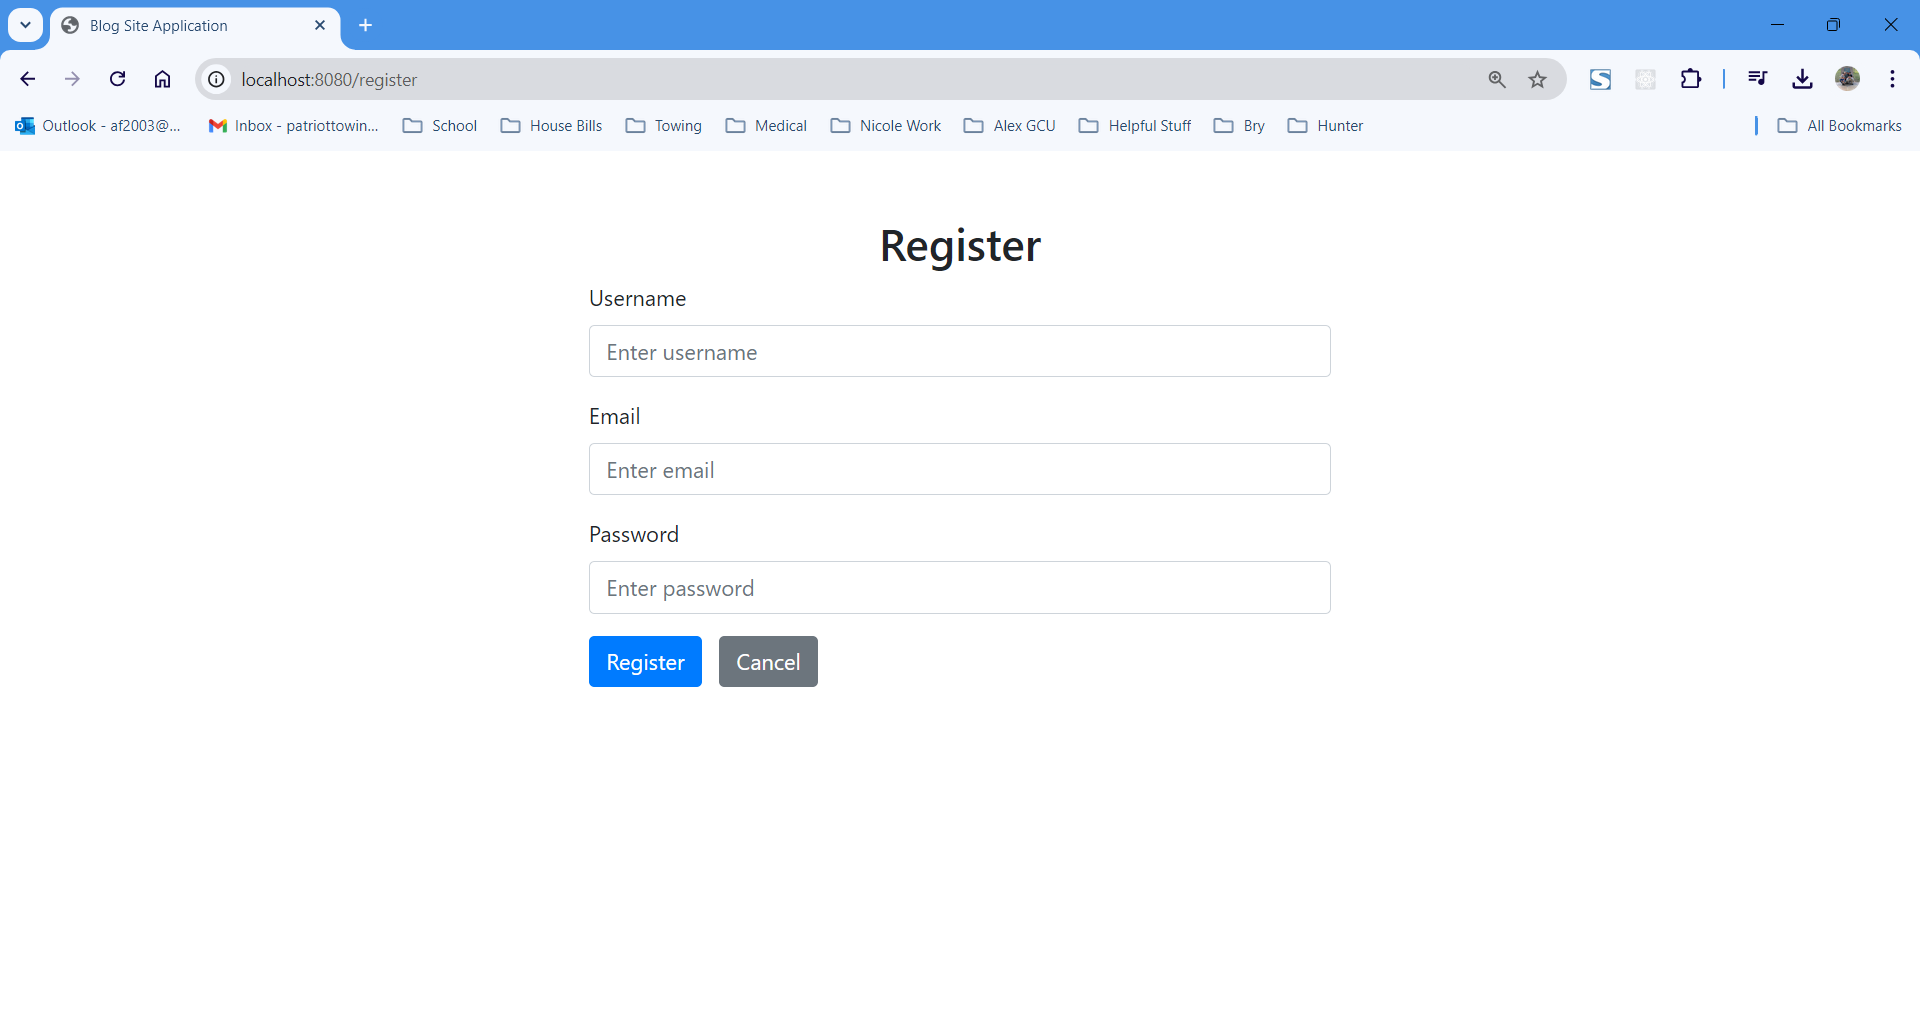 Blog Site Application
localhost:8080/register
Outlook - af2003@... Inbox - patriottowin... School House Bills Towing Medical Nicole Work Alex GCU Helpful Stuff Bry Hunter All Bookmarks
Register
Username
Enter username
Email
Enter email
Password
Enter password
Register Cancel